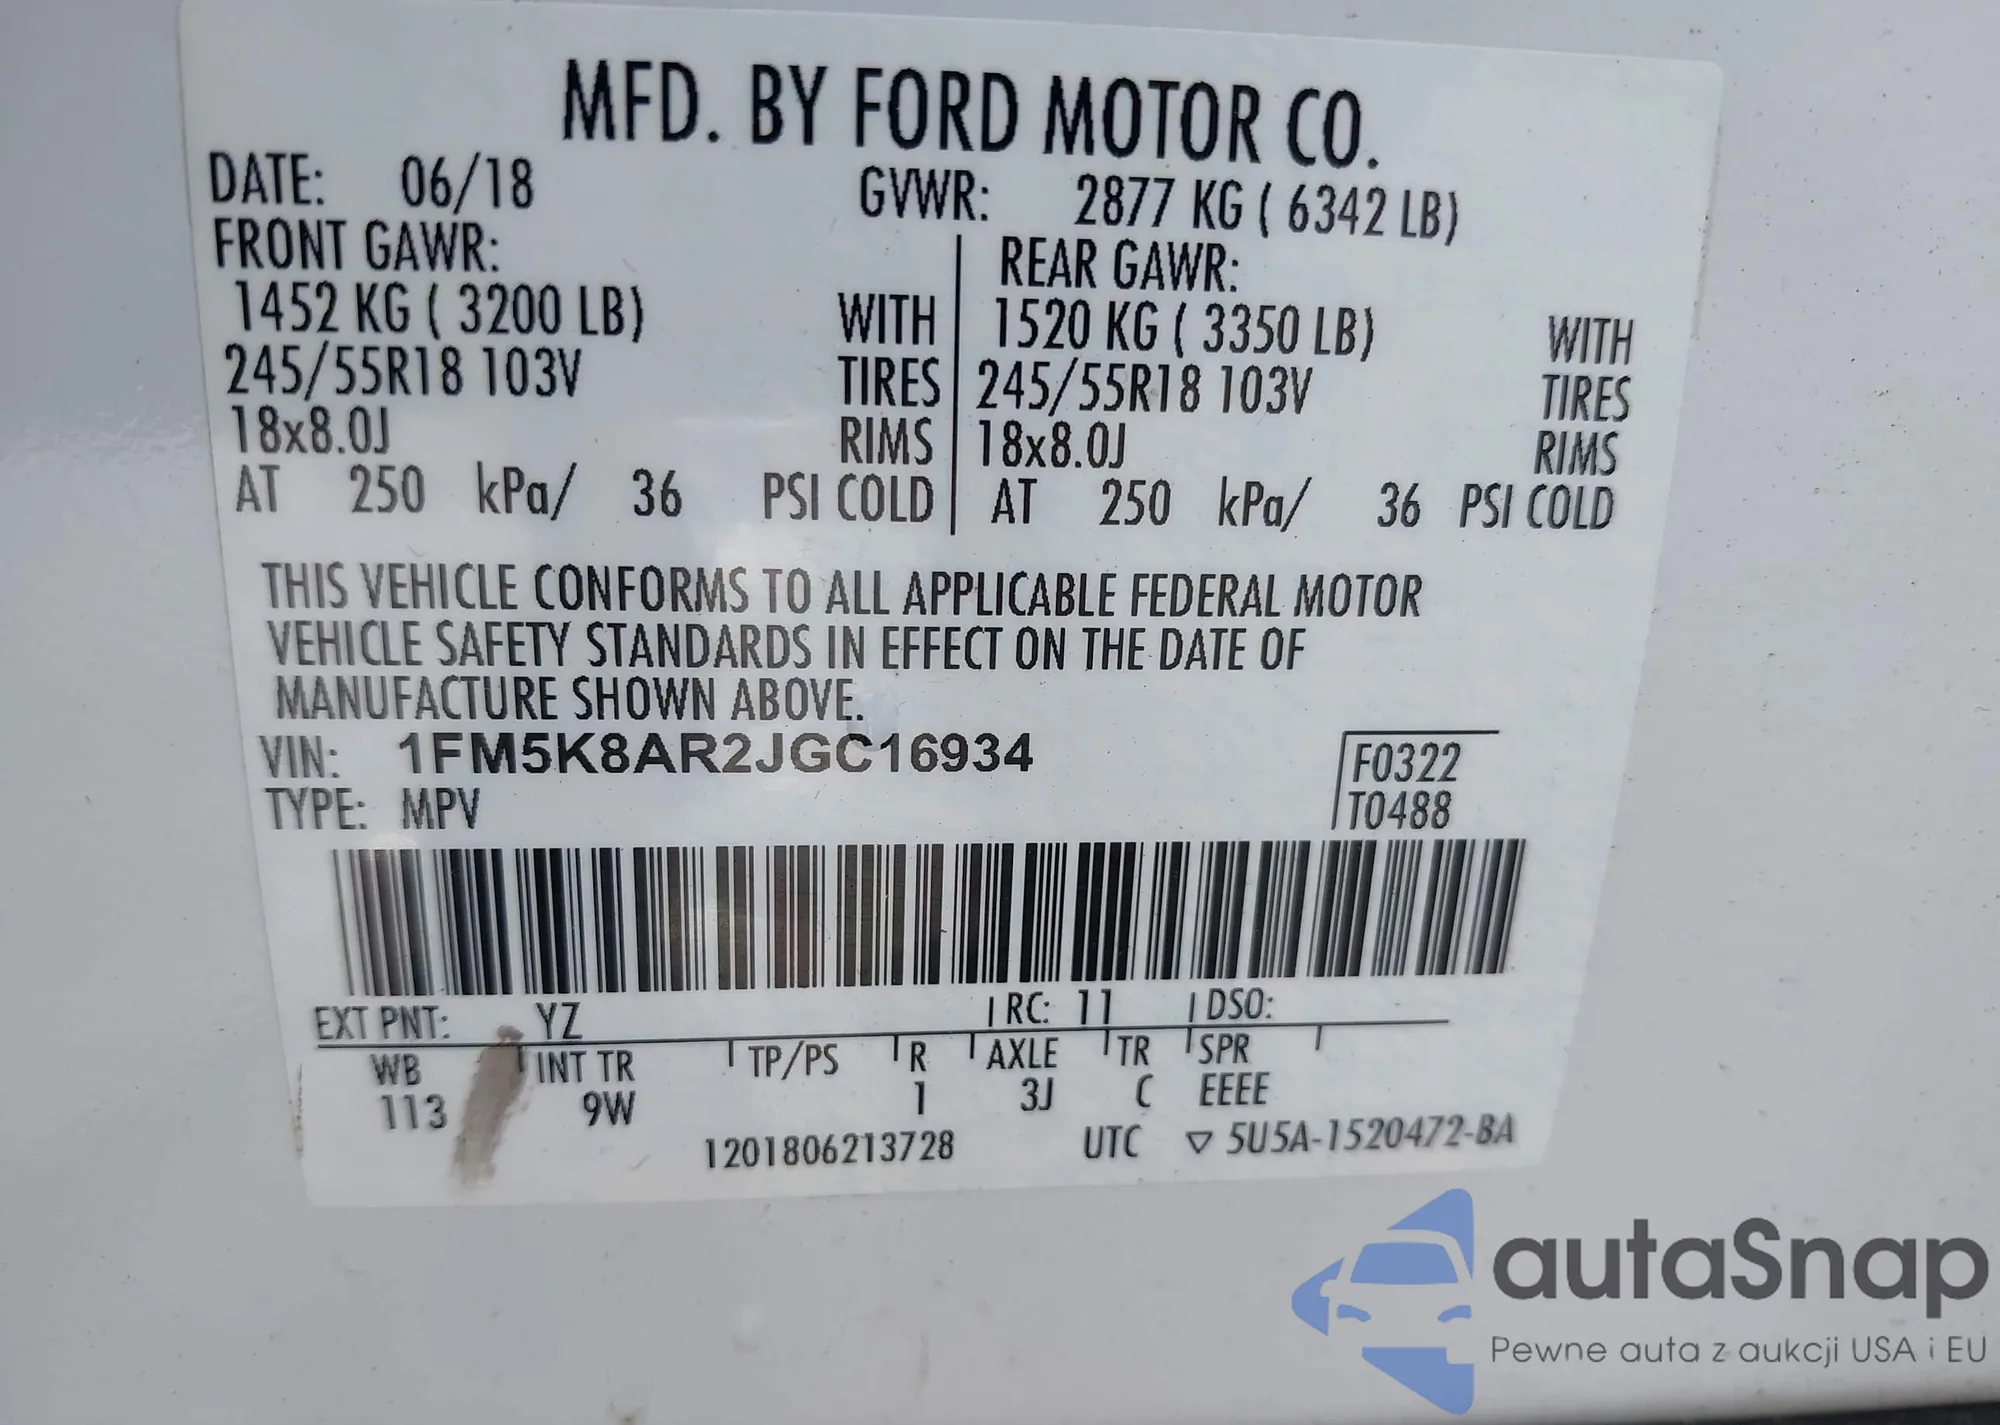 MFD. BY FORD MOTOR CO.
DATE: 06/18 GVWR: 2877 KG ( 6342 LB)
FRONT GAWR: REAR GAWR:
1452 KG ( 3200 LB) WITH 1520 KG ( 3350 LB) WITH
245/55R18 103V TIRES 245/55R18 103V TIRES
18x8.0J RIMS 18x8.0J RIMS
AT 250 kPa/ 36 PSI COLD AT 250 kPa/ 36 PSI COLD
THIS VEHICLE CONFORMS TO ALL APPLICABLE FEDERAL MOTOR
VEHICLE SAFETY STANDARDS IN EFFECT ON THE DATE OF
MANUFACTURE SHOWN ABOVE.
VIN: 1FM5K8AR2JGC16934 F0322
TYPE: MPV T0488
EXT PNT: YZ RC: 11 DSO:
WB INT TR TP/PS R AXLE TR SPR
113 9W 1 3J C EEEE
1201806213728 UTC ▽ 5U5A-1520472-BA
autaSnap
Pewne auta z aukcji USA i EU